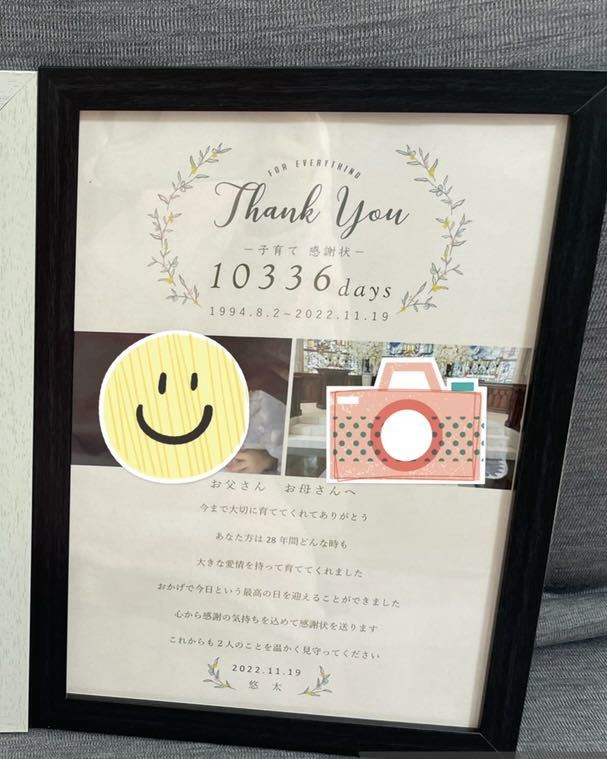 FOR EVERYTHING
Thank You
－子育て 感謝状－
10336days
1994.8.2~2022.11.19
お父さん お母さんへ
今まで大切に育ててくれてありがとう
あなた方は 28 年間どんな時も
大きな愛情を持って育ててくれました
おかげで今日という最高の日を迎えることができました
心から感謝の気持ちを込めて感謝状を送ります
これからも２人のことを温かく見守ってください
2022.11.19
悠 太